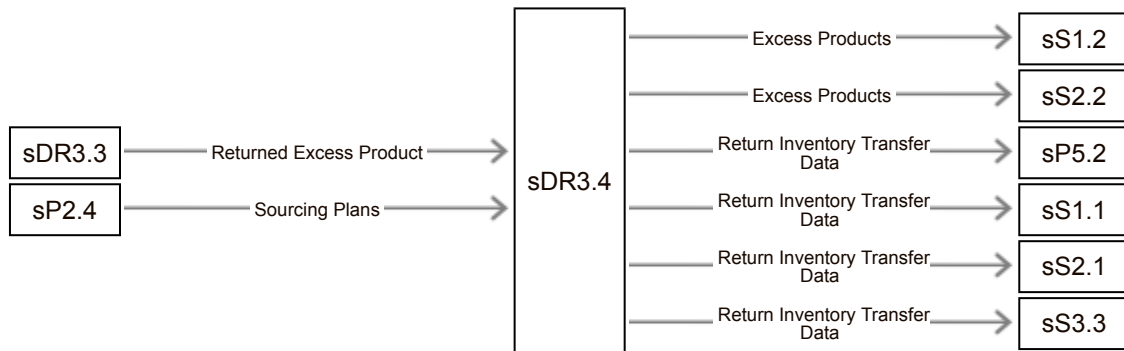 Excess Products
sS1.2
Excess Products
sS2.2
sDR3.3
Returned Excess Product
sDR3.4
Return Inventory Transfer
Data
sP5.2
sP2.4
Sourcing Plans
Return Inventory Transfer
Data
sS1.1
Return Inventory Transfer
Data
sS2.1
Return Inventory Transfer
Data
sS3.3